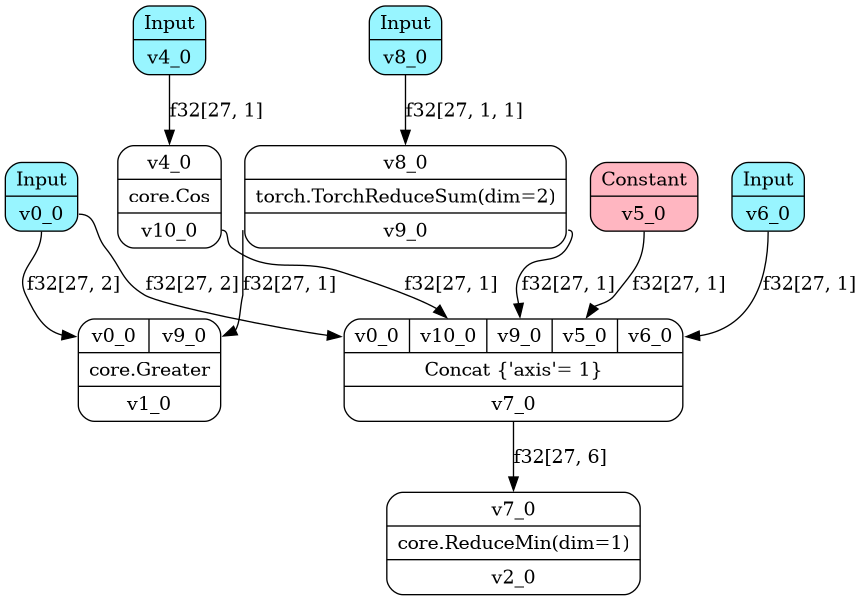 Input
v4_0
Input
v8_0
f32[27, 1]
f32[27, 1, 1]
v4_0
core.Cos
v10_0
v8_0
torch.TorchReduceSum(dim=2)
v9_0
Input
v0_0
Constant
v5_0
Input
v6_0
f32[27, 2]
f32[27, 2]
f32[27, 1]
f32[27, 1]
f32[27, 1]
f32[27, 1]
f32[27, 1]
v0_0 v9_0
core.Greater
v1_0
v0_0 v10_0 v9_0 v5_0 v6_0
Concat {'axis'= 1}
v7_0
f32[27, 6]
v7_0
core.ReduceMin(dim=1)
v2_0